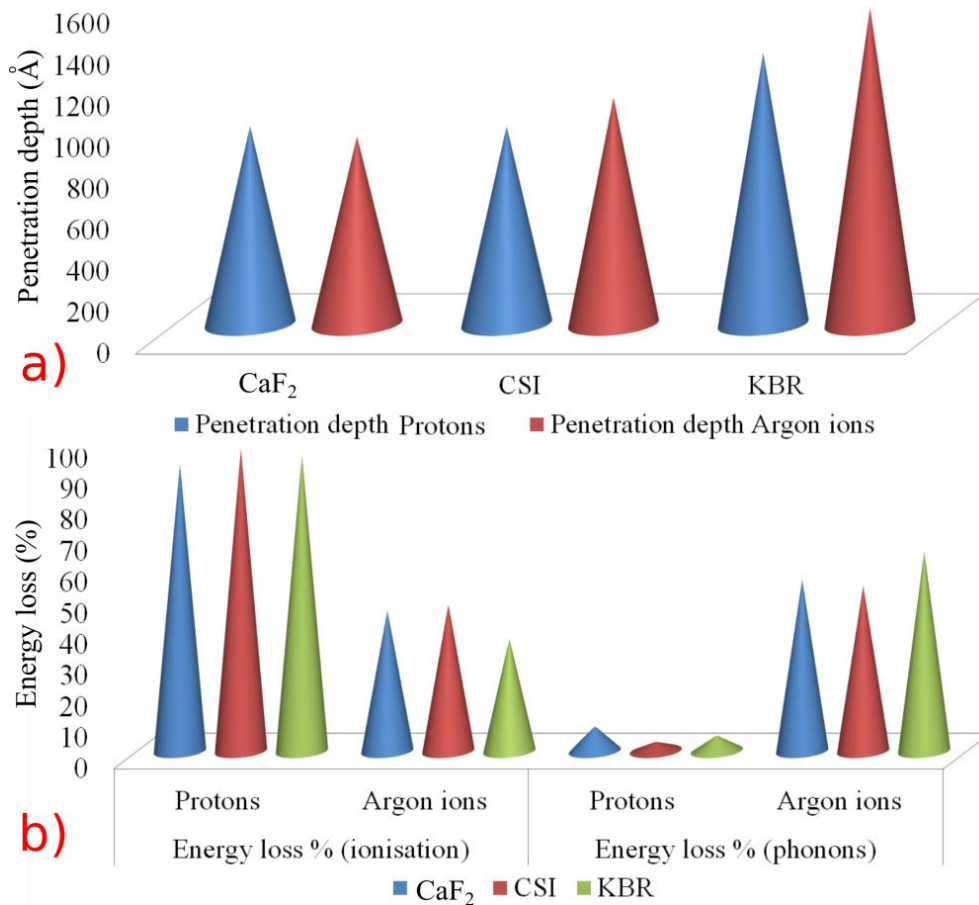 Penetration depth (Å)
1600
1400
1200
1000
800
600
400
200
0
a)
CaF₂ CSI KBR
Penetration depth Protons Penetration depth Argon ions
Energy loss (%)
100
90
80
70
60
50
40
30
20
10
0
b)
Protons Argon ions Protons Argon ions
Energy loss % (ionisation) Energy loss % (phonons)
CaF₂ CSI KBR